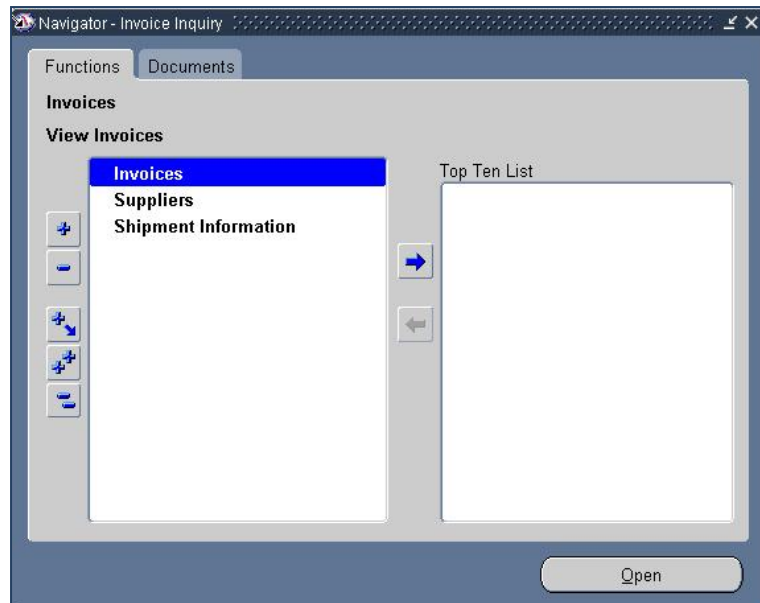 Navigator - Invoice Inquiry
Functions Documents
Invoices
View Invoices
Top Ten List
Invoices
Suppliers
Shipment Information
Open